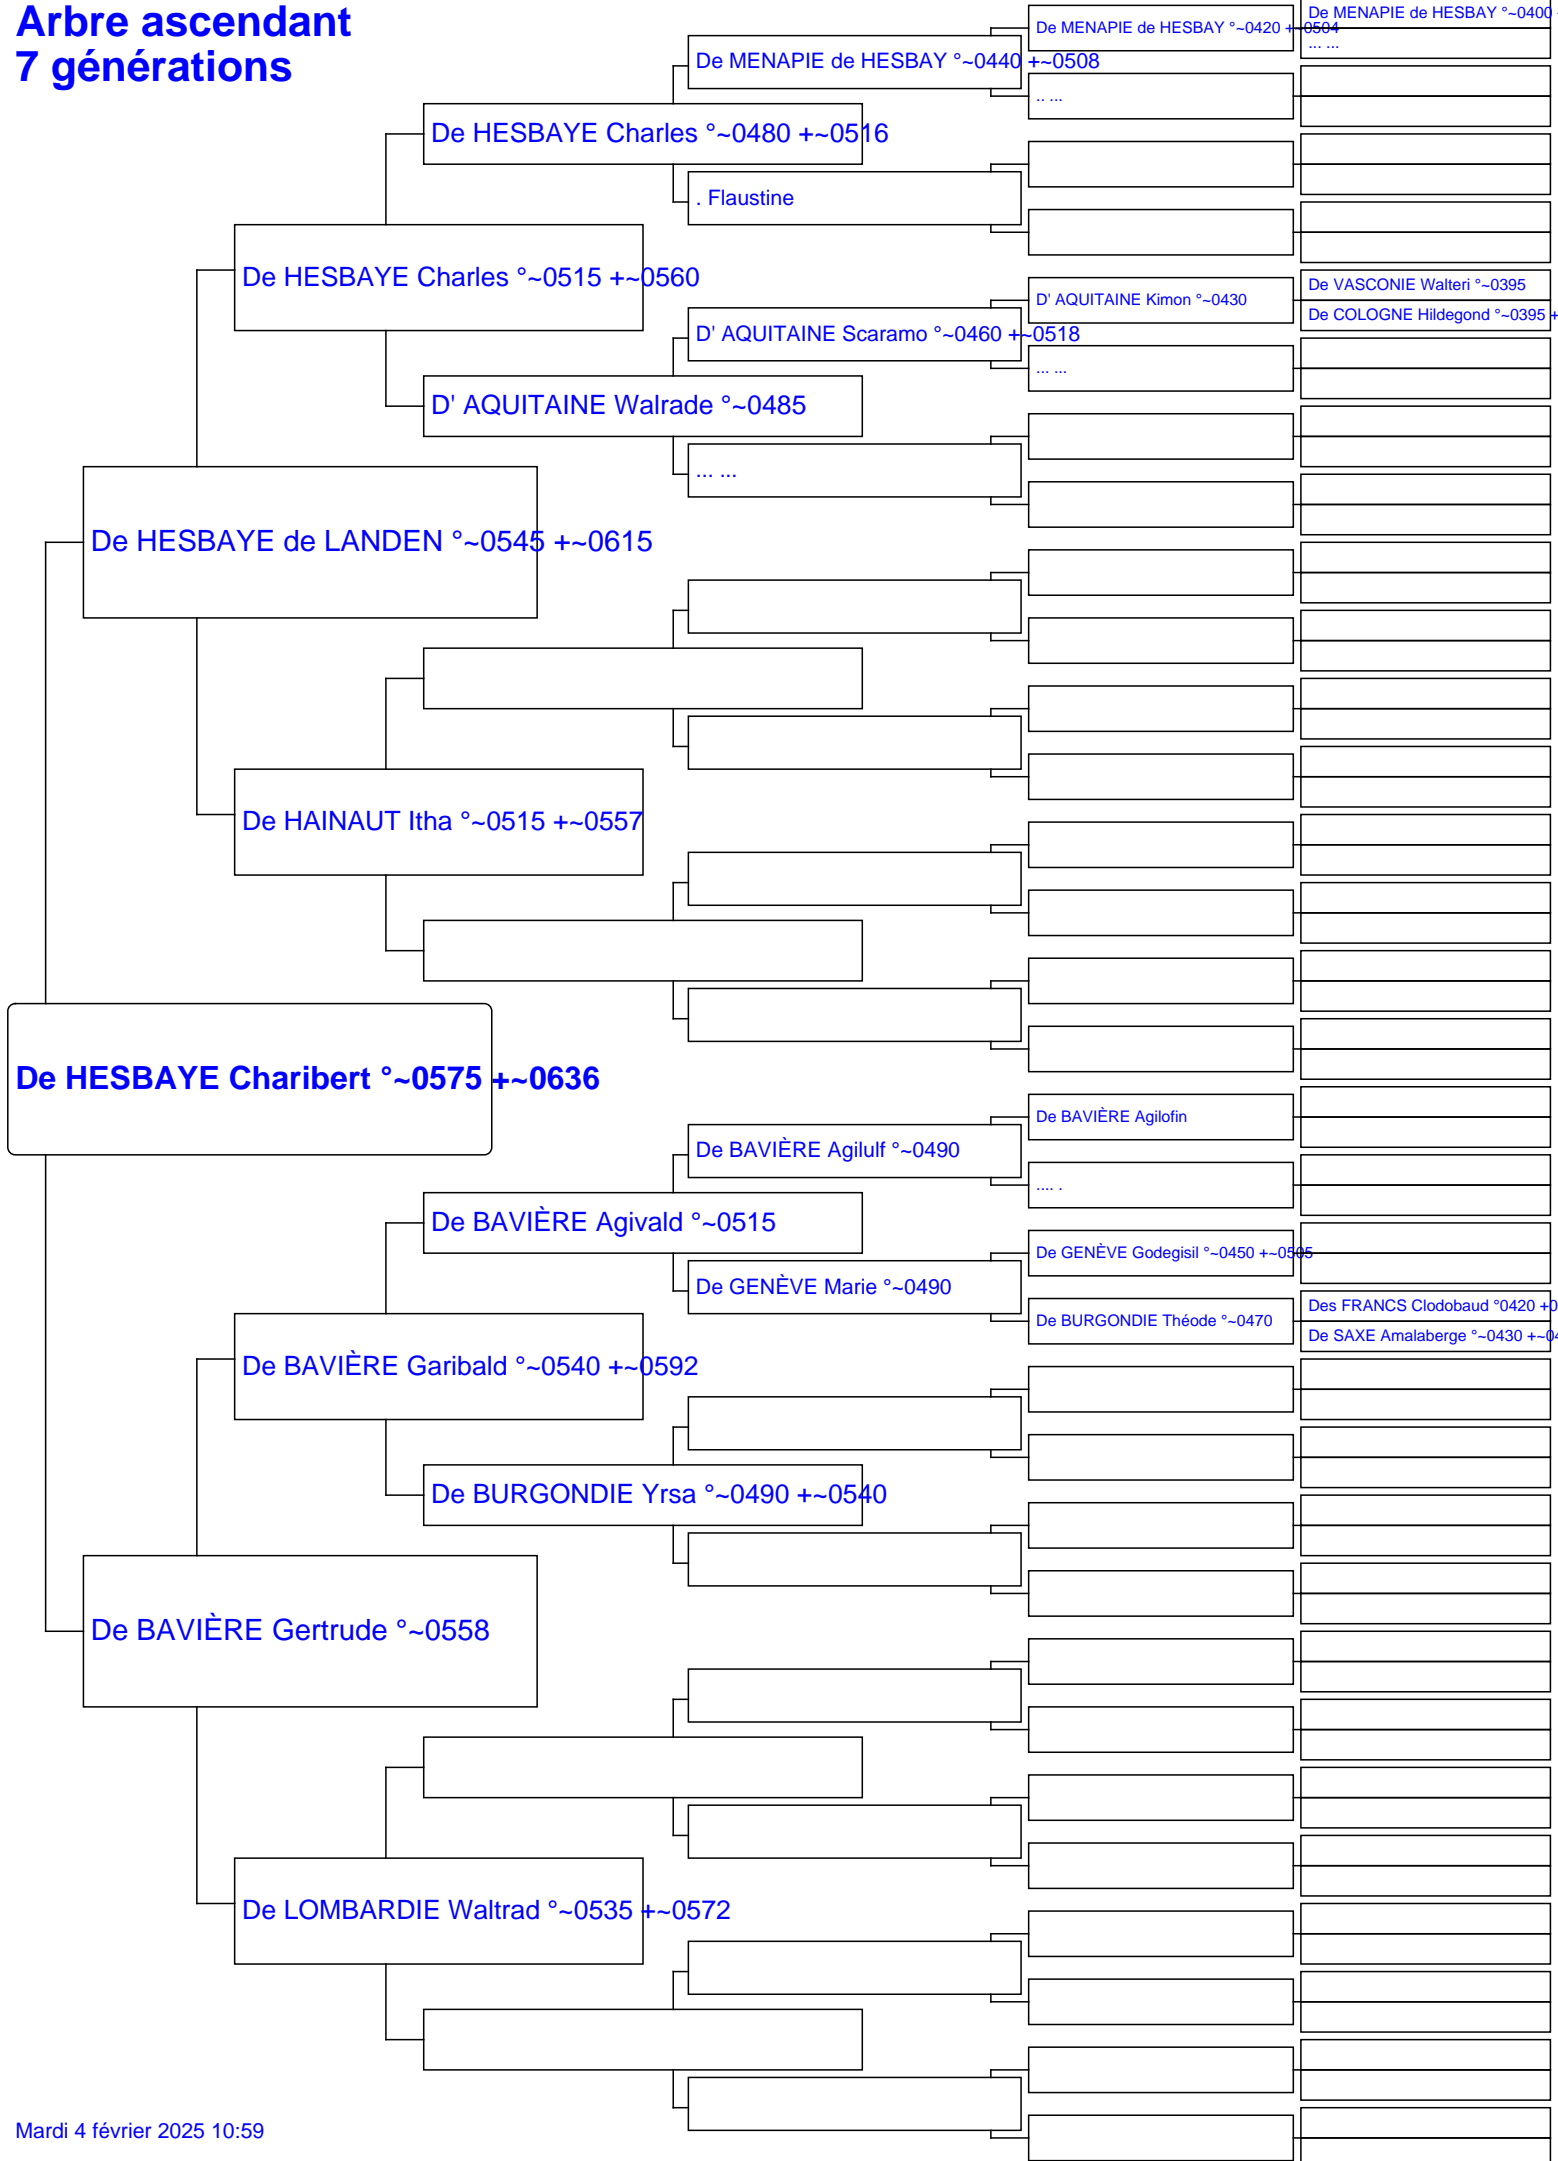 Arbre ascendant
7 générations
De MENAPIE de HESBAY °~0400
... ...
De MENAPIE de HESBAY °~0420 +~0504
De MENAPIE de HESBAY °~0440 +~0508
.. ...
De HESBAYE Charles °~0480 +~0516
. Flaustine
De HESBAYE Charles °~0515 +~0560
De VASCONIE Walteri °~0395
De COLOGNE Hildegond °~0395 +
D' AQUITAINE Kimon °~0430
D' AQUITAINE Scaramo °~0460 +~0518
... ...
D' AQUITAINE Walrade °~0485
... ...
De HESBAYE de LANDEN °~0545 +~0615
De HAINAUT Itha °~0515 +~0557
De HESBAYE Charibert °~0575 +~0636
De BAVIÈRE Agilofin
De BAVIÈRE Agilulf °~0490
.... .
De BAVIÈRE Agivald °~0515
De GENÈVE Godegisil °~0450 +~0505
De GENÈVE Marie °~0490
Des FRANCS Clodobaud °0420 +0
De BURGONDIE Théode °~0470
De SAXE Amalaberge °~0430 +~04
De BAVIÈRE Garibald °~0540 +~0592
De BURGONDIE Yrsa °~0490 +~0540
De BAVIÈRE Gertrude °~0558
De LOMBARDIE Waltrad °~0535 +~0572
Mardi 4 février 2025 10:59